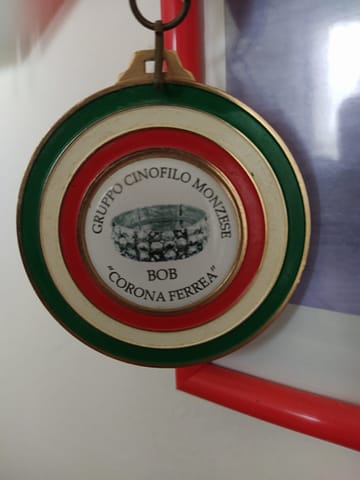 GRUPPO CINOFILO MONZESE
BOB
"CORONA FERREA"